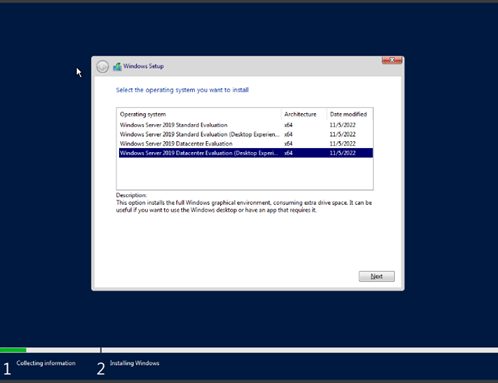 Windows Setup
Select the operating system you want to install
Operating system Architecture Date modified
Windows Server 2019 Standard Evaluation x64 11/5/2022
Windows Server 2019 Standard Evaluation (Desktop Experien... x64 11/5/2022
Windows Server 2019 Datacenter Evaluation x64 11/5/2022
Windows Server 2019 Datacenter Evaluation (Desktop Experi... x64 11/5/2022
Description:
This option installs the full Windows graphical environment, consuming extra drive space. It can be
useful if you want to use the Windows desktop or have an app that requires it.
Next
1 Collecting information 2 Installing Windows